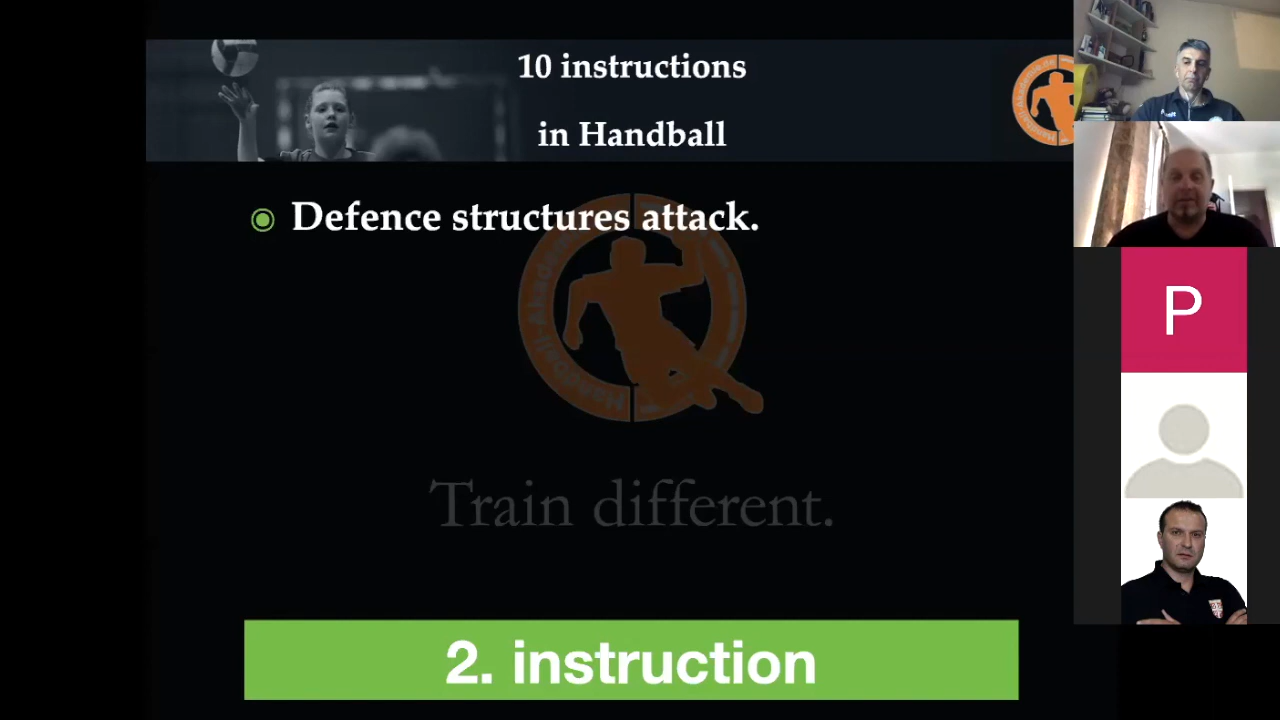 10 instructions
in Handball
Defence structures attack.
Train different.
2. instruction
P